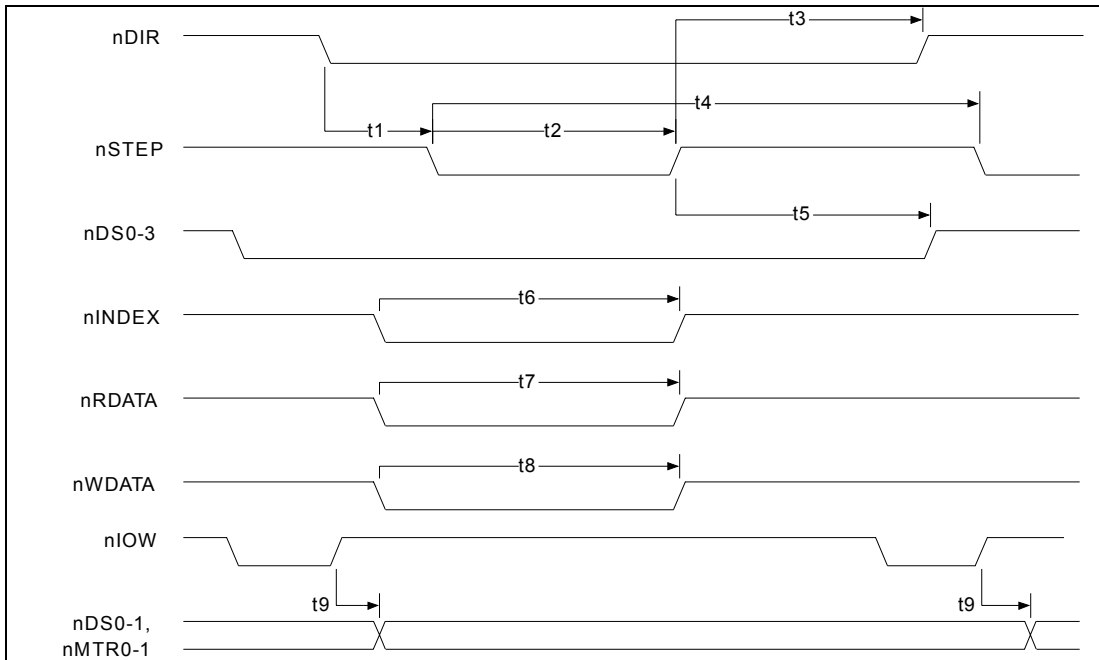 t3
nDIR
t4
t1
t2
nSTEP
t5
nDS0-3
t6
nINDEX
t7
nRDATA
t8
nWDATA
nIOW
t9
t9
nDS0-1,
nMTR0-1